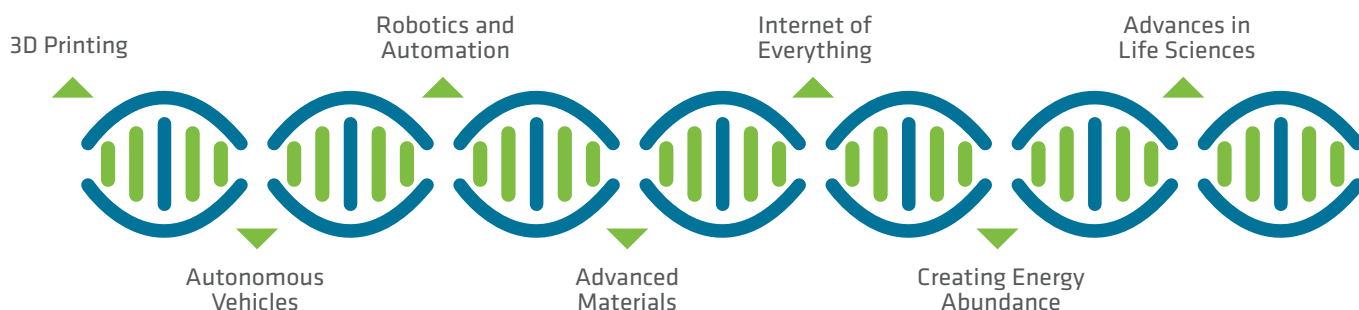 3D Printing
Robotics and
Automation
Internet of
Everything
Advances in
Life Sciences
Autonomous
Vehicles
Advanced
Materials
Creating Energy
Abundance